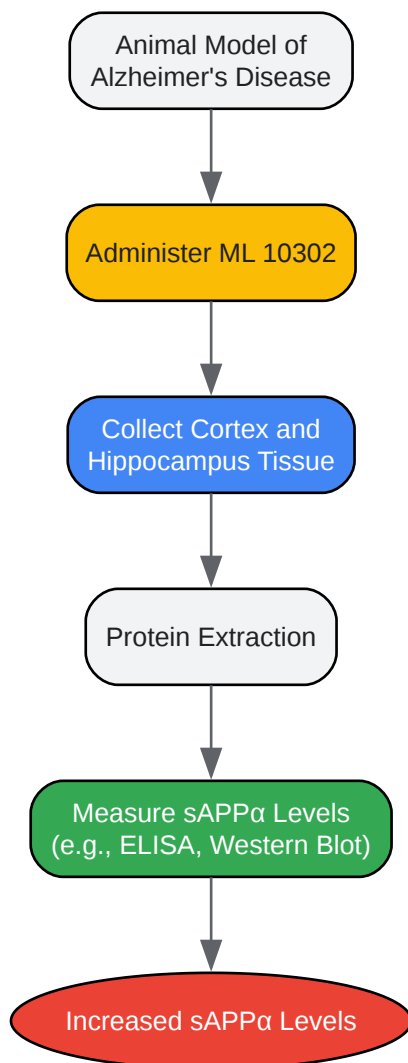 Animal Model of
Alzheimer's Disease
Administer ML 10302
Collect Cortex and
Hippocampus Tissue
Protein Extraction
Measure sAPPα Levels
(e.g., ELISA, Western Blot)
Increased sAPPα Levels